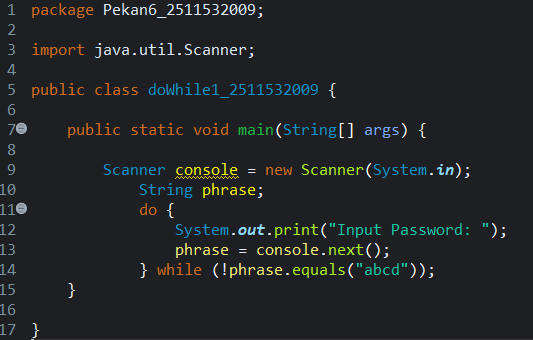 1 package Pekan6_2511532009;
2
3 import java.util.Scanner;
4
5 public class doWhile1_2511532009 {
6
7 public static void main(String[] args) {
8
9 Scanner console = new Scanner(System.in);
10 String phrase;
11 do {
12 System.out.print("Input Password: ");
13 phrase = console.next();
14 } while (!phrase.equals("abcd"));
15 }
16
17 }